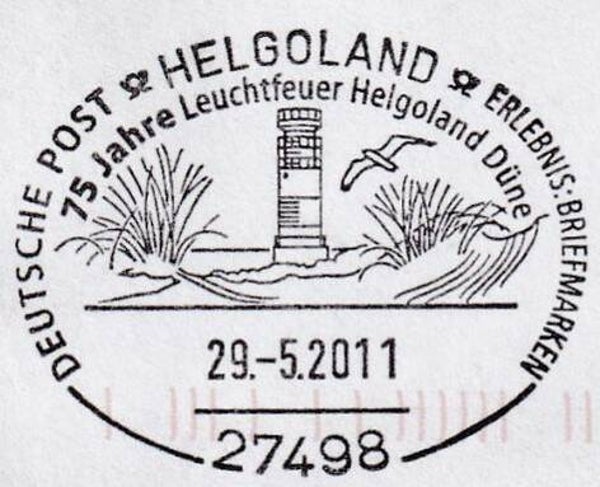 DEUTSCHE POST HELGOLAND ERLEBNIS:BRIEFMARKEN
75 Jahre Leuchtfeuer Helgoland Düne
29.-5.2011
27498